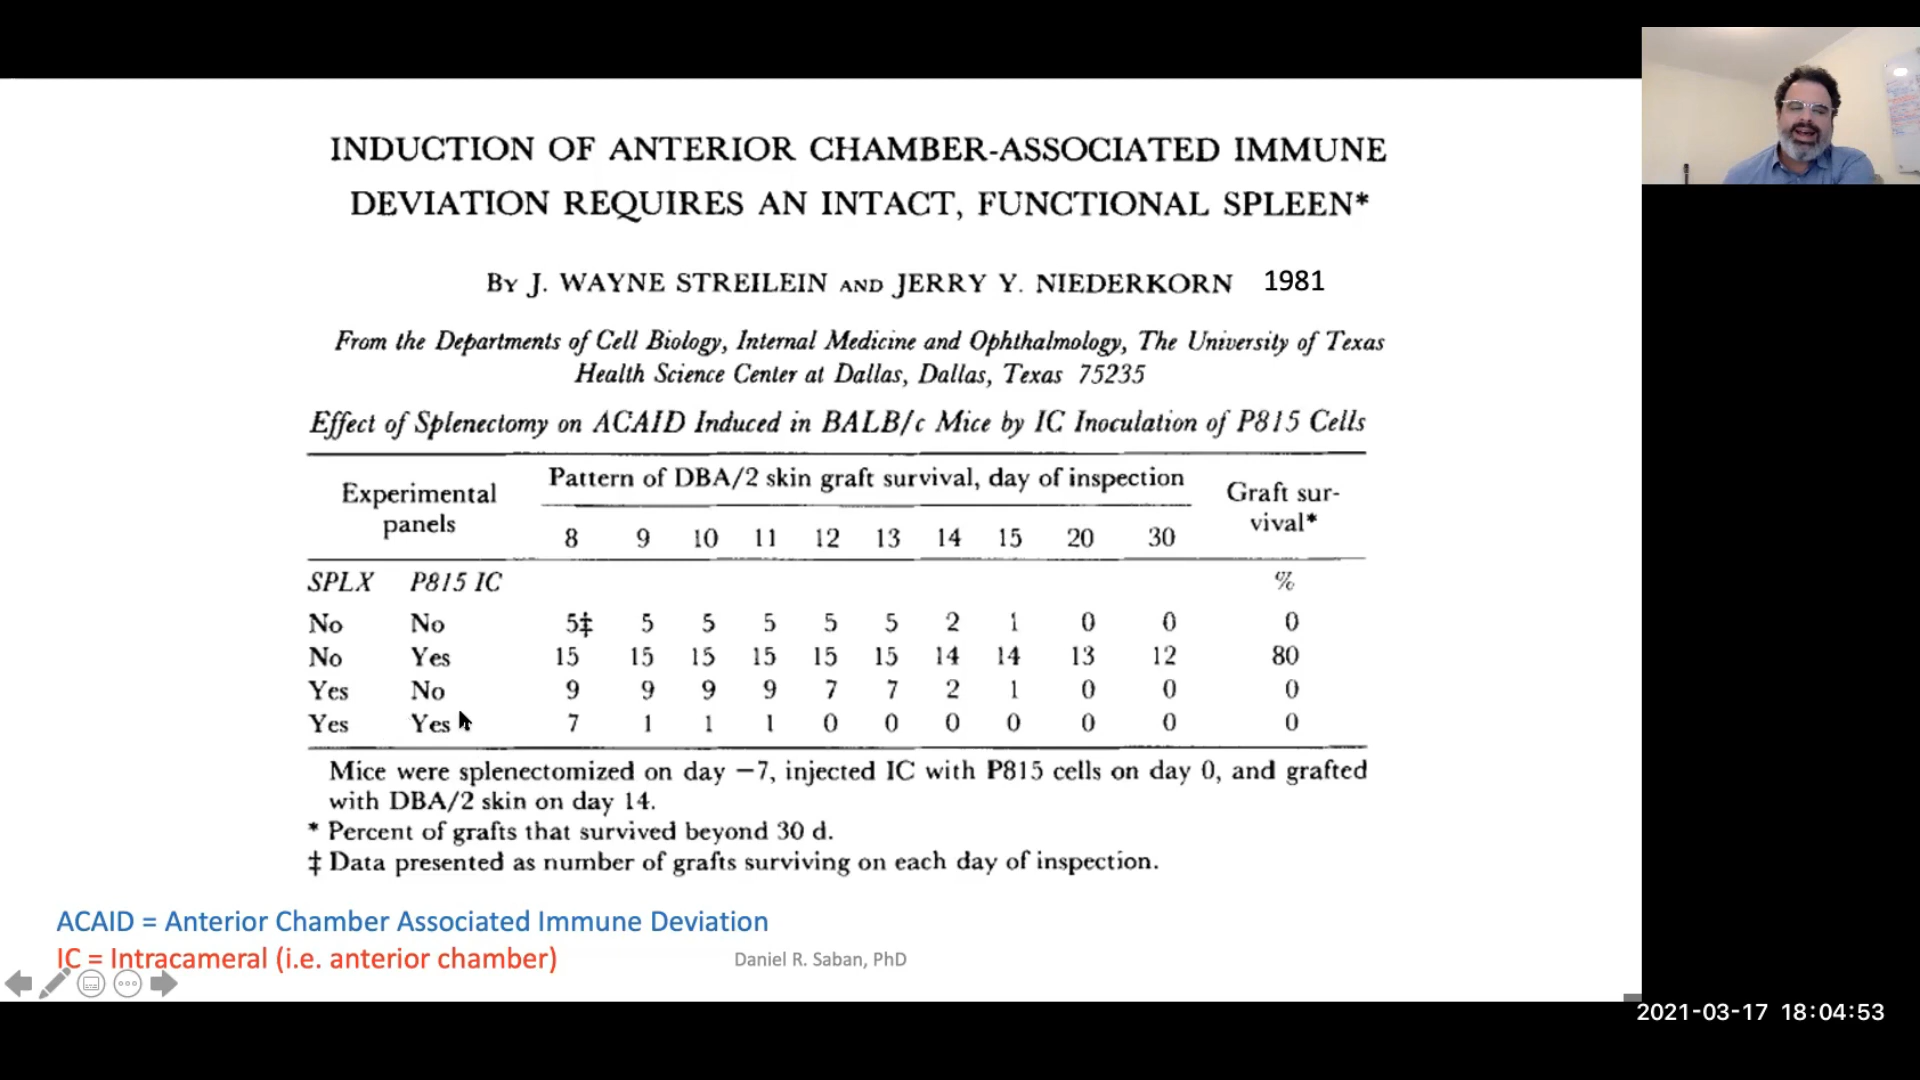 INDUCTION OF ANTERIOR CHAMBER-ASSOCIATED IMMUNE
DEVIATION REQUIRES AN INTACT, FUNCTIONAL SPLEEN*
BY J. WAYNE STREILEIN AND JERRY Y. NIEDERKORN 1981
From the Departments of Cell Biology, Internal Medicine and Ophthalmology, The University of Texas
Health Science Center at Dallas, Dallas, Texas 75235
Effect of Splenectomy on ACAID Induced in BALB/c Mice by IC Inoculation of P815 Cells
Experimental panels Pattern of DBA/2 skin graft survival, day of inspection Graft sur-vival*
8 9 10 11 12 13 14 15 20 30
SPLX P815 IC %
No No 5‡ 5 5 5 5 5 2 1 0 0 0
No Yes 15 15 15 15 15 15 14 14 13 12 80
Yes No 9 9 9 9 7 7 2 1 0 0 0
Yes Yes 7 1 1 1 0 0 0 0 0 0 0
Mice were splenectomized on day −7, injected IC with P815 cells on day 0, and grafted
with DBA/2 skin on day 14.
* Percent of grafts that survived beyond 30 d.
‡ Data presented as number of grafts surviving on each day of inspection.
ACAID = Anterior Chamber Associated Immune Deviation
IC = Intracameral (i.e. anterior chamber)
Daniel R. Saban, PhD
2021-03-17 18:04:53